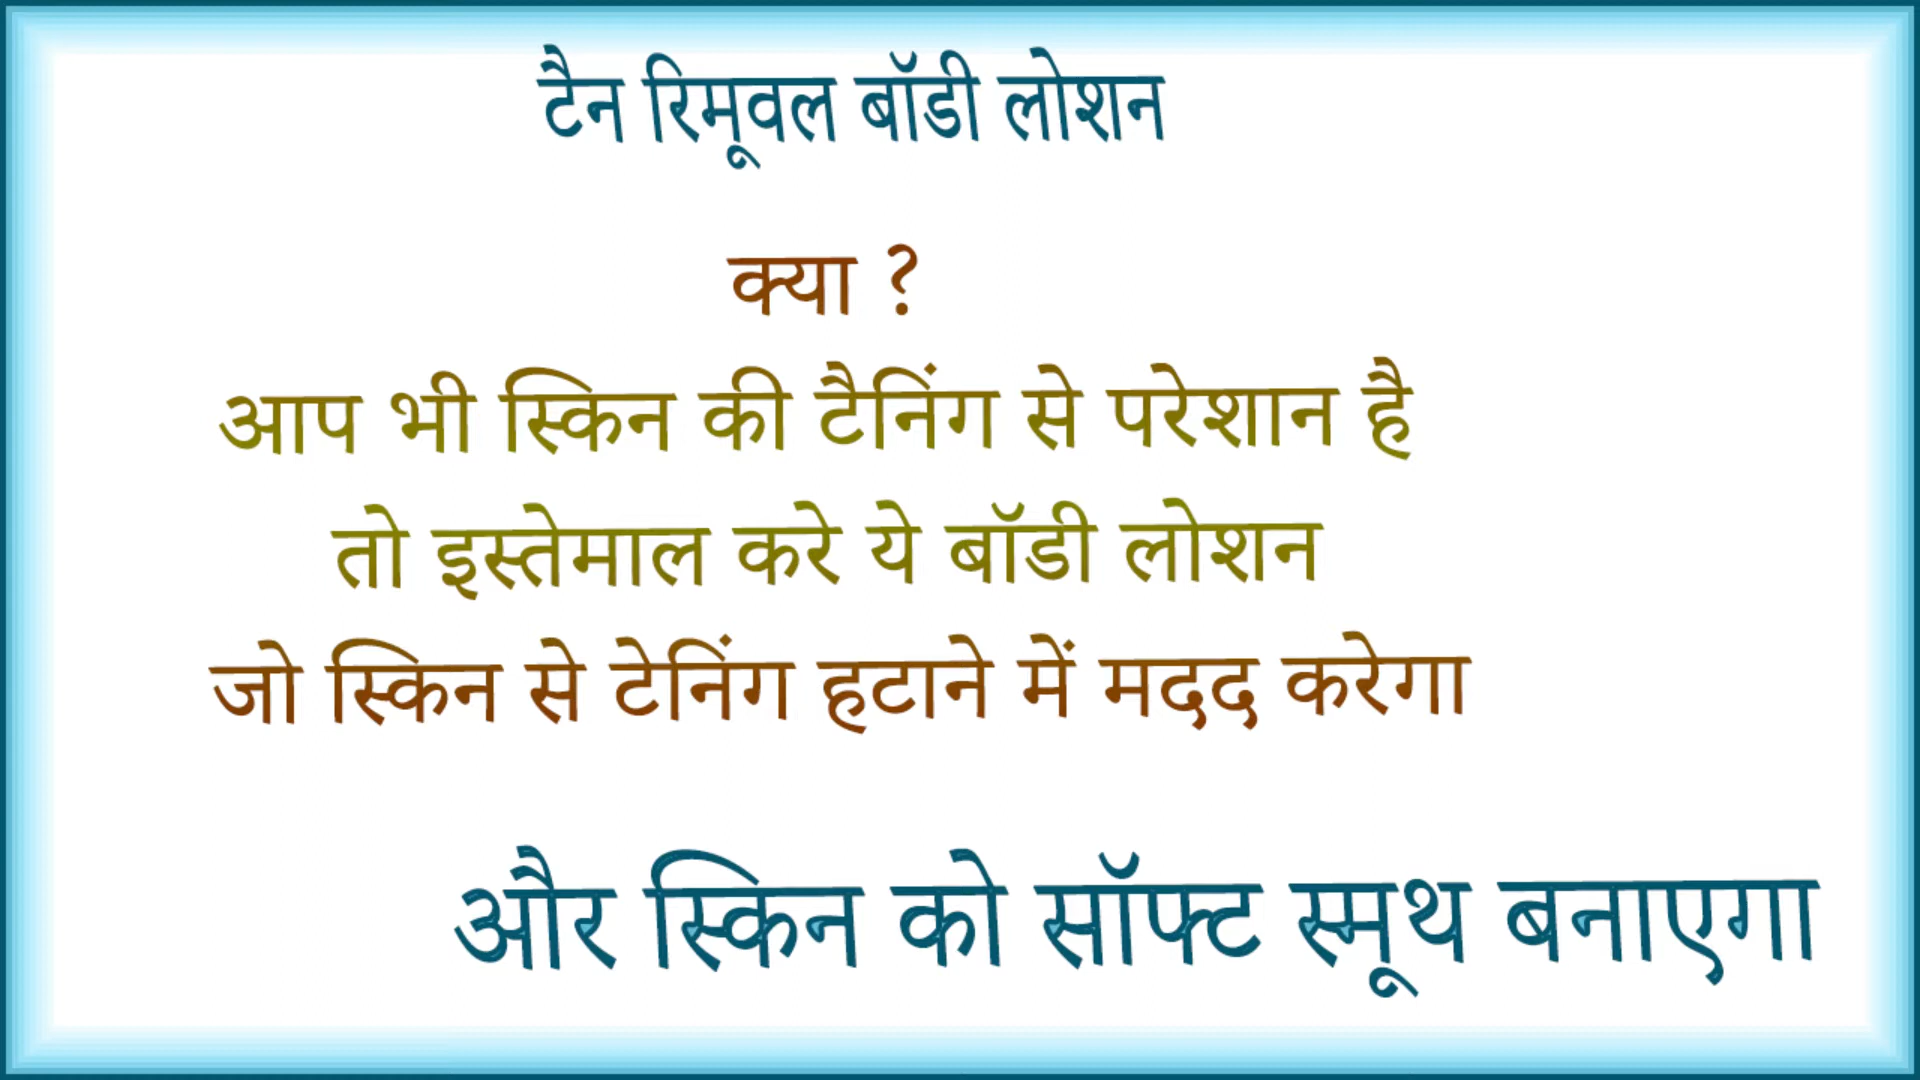 टैन रिमूवल बॉडी लोशन
क्या ?
आप भी स्किन की टैनिंग से परेशान है
तो इस्तेमाल करे ये बॉडी लोशन
जो स्किन से टेनिंग हटाने में मदद करेगा
और स्किन को सॉफ्ट स्मूथ बनाएगा